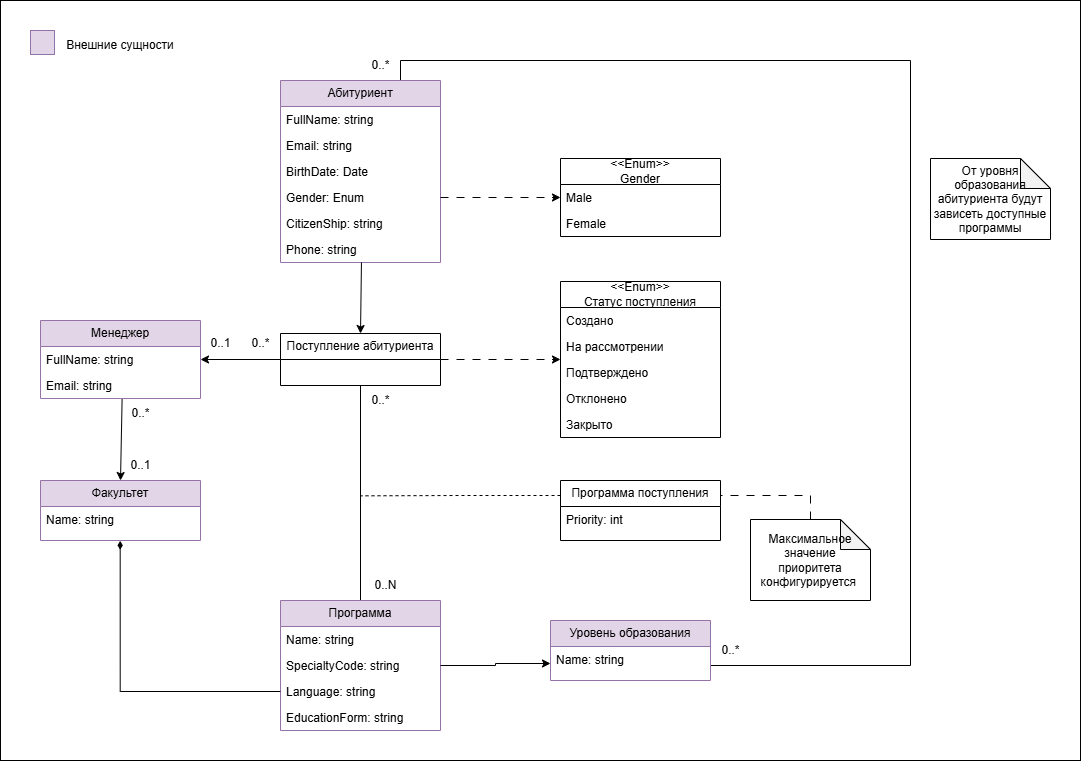 Внешние сущности
0..*
Абитуриент
FullName: string
Email: string
BirthDate: Date
Gender: Enum
CitizenShip: string
Phone: string
<<Enum>>
Gender
Male
Female
От уровня
образования
абитуриента будут
зависеть доступные
программы
<<Enum>>
Статус поступления
Создано
На рассмотрении
Подтверждено
Отклонено
Закрыто
Менеджер
FullName: string
Email: string
0..1
0..*
Поступление абитуриента
0..*
0..*
0..1
Факультет
Name: string
Программа поступления
Priority: int
Максимальное
значение
приоритета
конфигурируется
0..N
Программа
Name: string
SpecialtyCode: string
Language: string
EducationForm: string
Уровень образования
Name: string
0..*